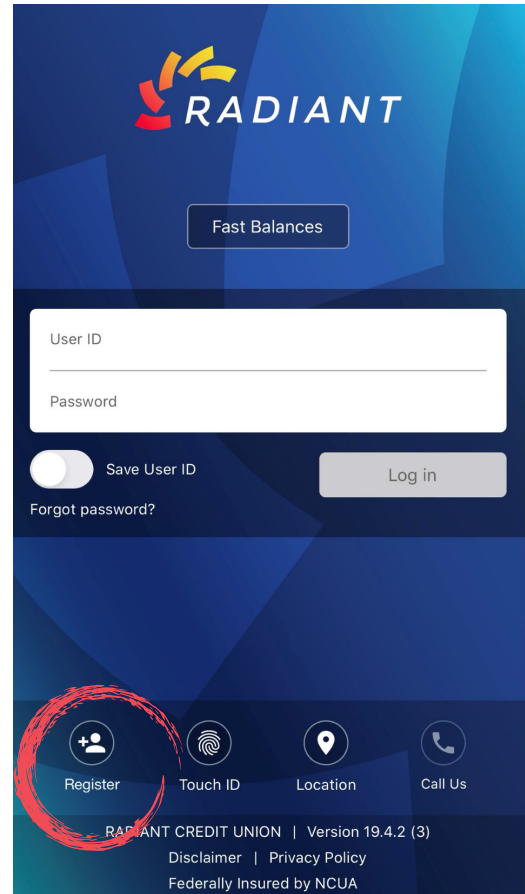 RADIANT
Fast Balances
User ID
Password
Save User ID
Log in
Forgot password?
Register
Touch ID
Location
Call Us
RADIANT CREDIT UNION | Version 19.4.2 (3)
Disclaimer | Privacy Policy
Federally Insured by NCUA